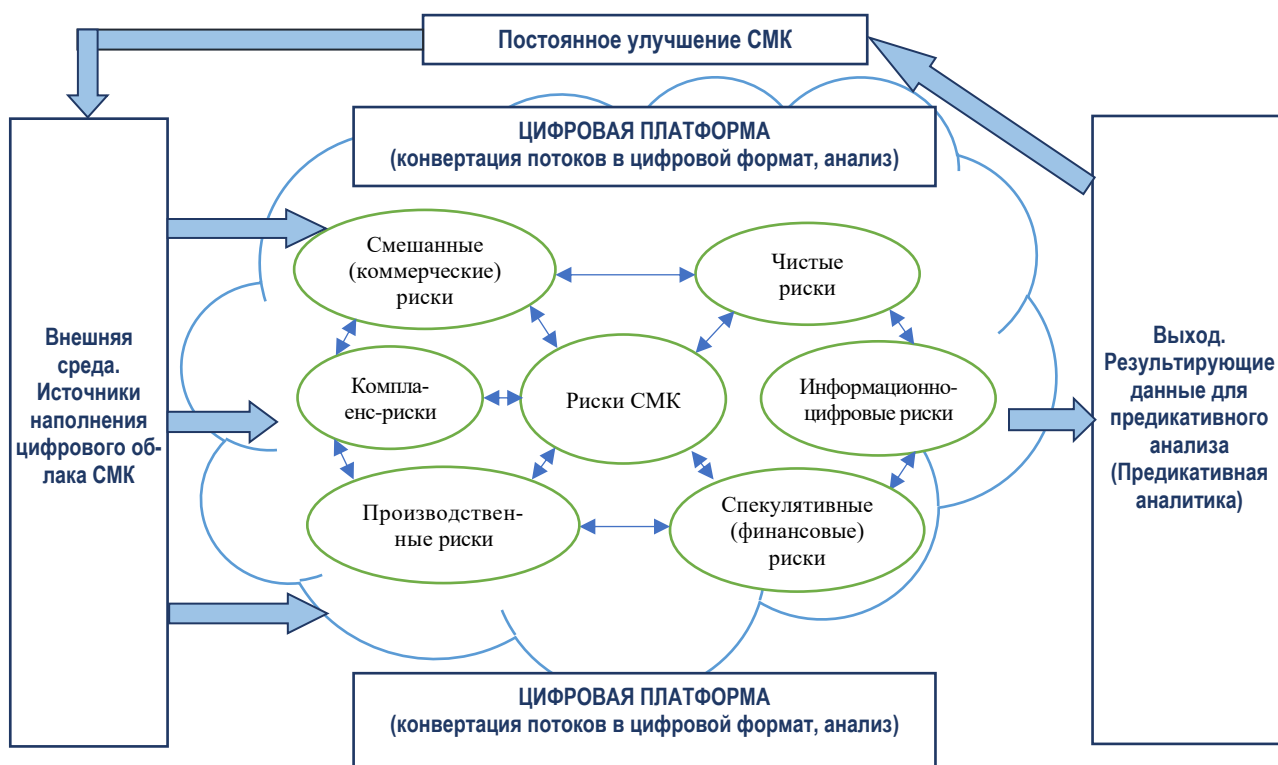 Постоянное улучшение СМК
ЦИФРОВАЯ ПЛАТФОРМА
(конвертация потоков в цифровой формат, анализ)
Внешняя
среда.
Источники
наполнения
цифрового об-
лака СМК
Смешанные
(коммерческие)
риски
Чистые
риски
Компла-
енс-риски
Риски СМК
Информационно-
цифровые риски
Производствен-
ные риски
Спекулятивные
(финансовые)
риски
Выход.
Результирующие
данные для
предикативного
анализа
(Предикативная
аналитика)
ЦИФРОВАЯ ПЛАТФОРМА
(конвертация потоков в цифровой формат, анализ)